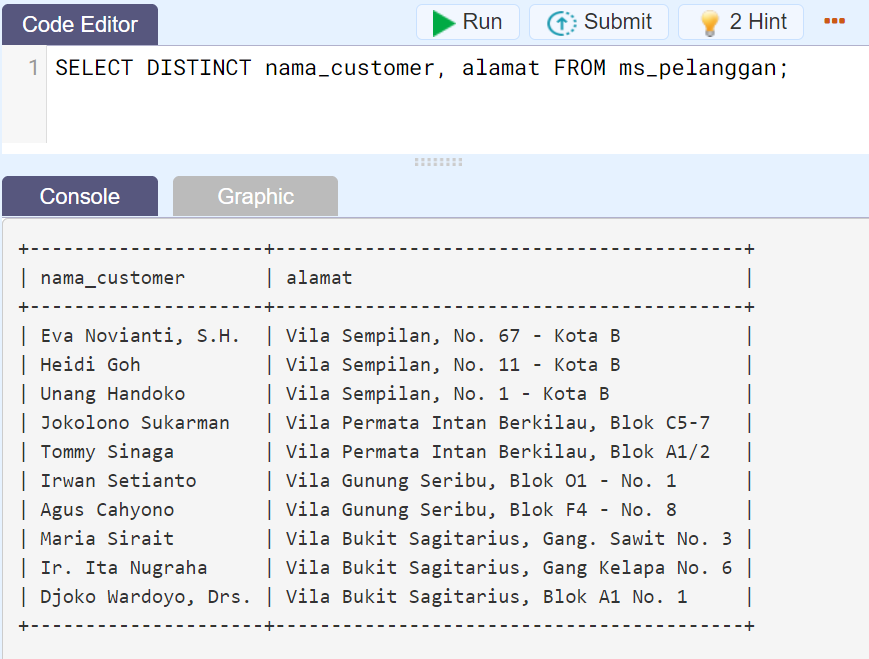 Code Editor Run Submit 2 Hint
1 SELECT DISTINCT nama_customer, alamat FROM ms_pelanggan;
Console Graphic
+---------------------+------------------------------------------+
| nama_customer       | alamat                                   |
+---------------------+------------------------------------------+
| Eva Novianti, S.H.  | Vila Sempilan, No. 67 - Kota B           |
| Heidi Goh           | Vila Sempilan, No. 11 - Kota B           |
| Unang Handoko       | Vila Sempilan, No. 1 - Kota B            |
| Jokolono Sukarman   | Vila Permata Intan Berkilau, Blok C5-7   |
| Tommy Sinaga        | Vila Permata Intan Berkilau, Blok A1/2   |
| Irwan Setianto      | Vila Gunung Seribu, Blok O1 - No. 1      |
| Agus Cahyono        | Vila Gunung Seribu, Blok F4 - No. 8      |
| Maria Sirait        | Vila Bukit Sagitarius, Gang. Sawit No. 3 |
| Ir. Ita Nugraha     | Vila Bukit Sagitarius, Gang Kelapa No. 6 |
| Djoko Wardoyo, Drs. | Vila Bukit Sagitarius, Blok A1 No. 1     |
+---------------------+------------------------------------------+